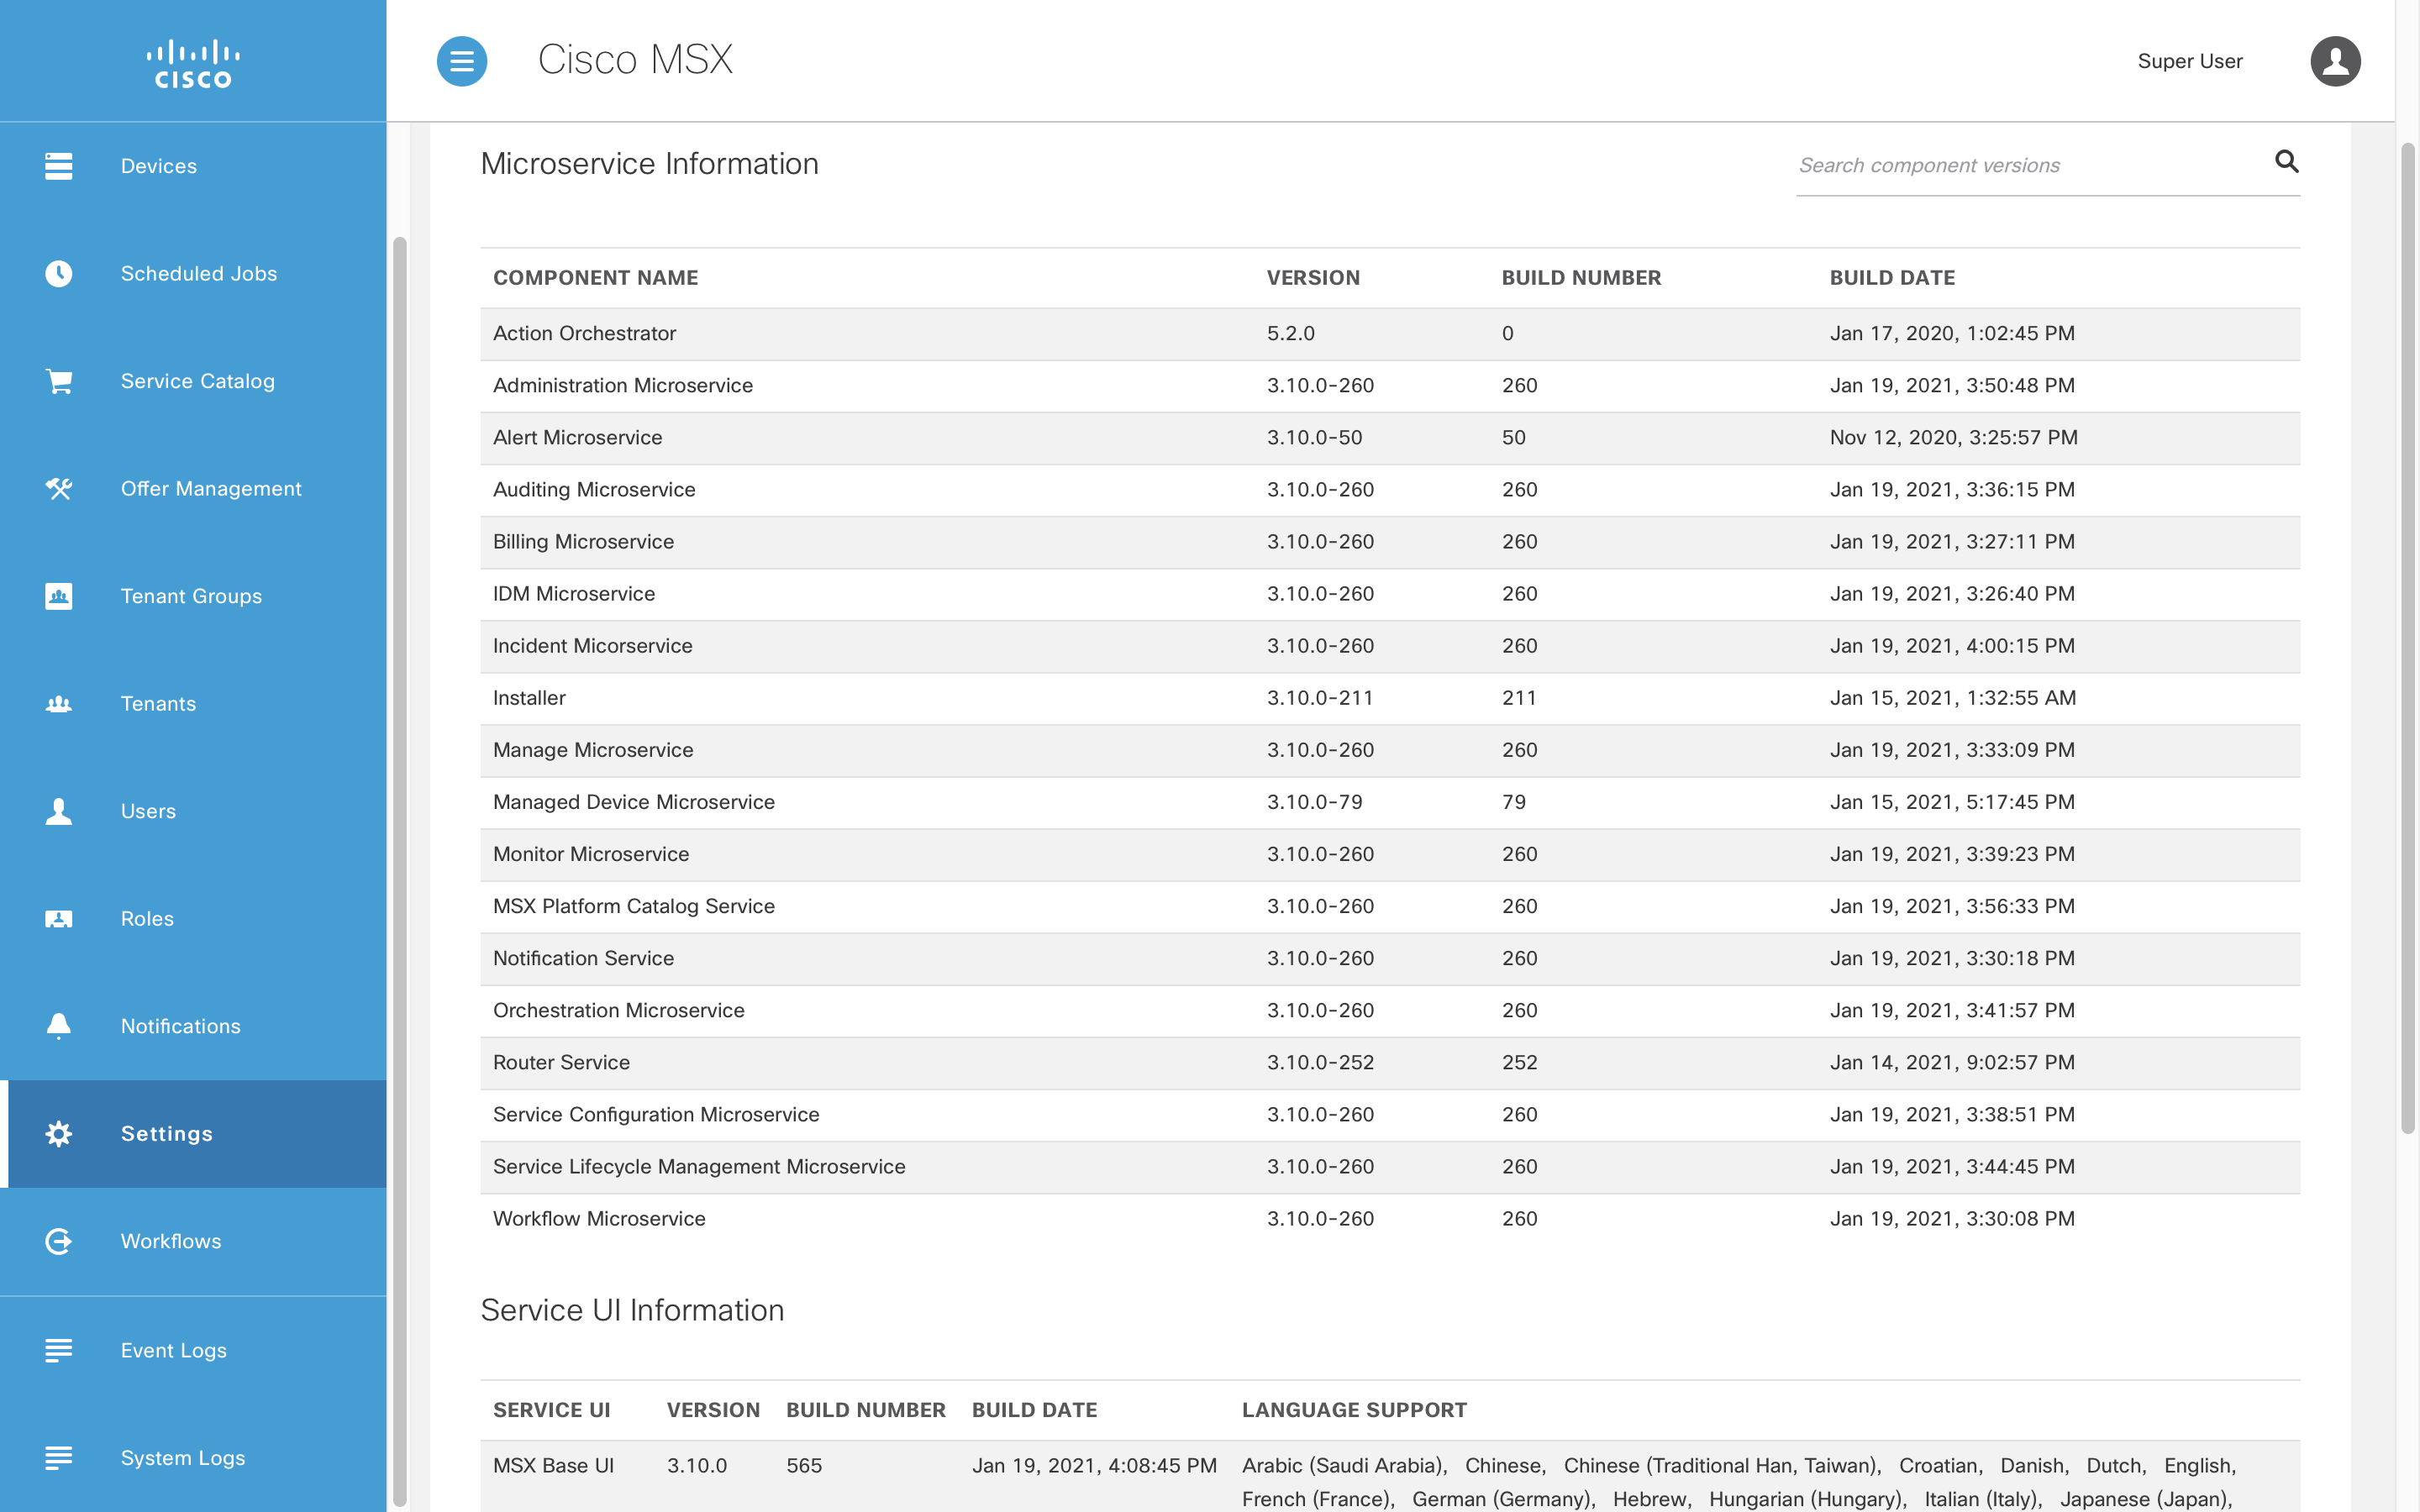 CISCO
Cisco MSX
Super User
Devices
Scheduled Jobs
Service Catalog
Offer Management
Tenant Groups
Tenants
Users
Roles
Notifications
Settings
Workflows
Event Logs
System Logs
Microservice Information
Search component versions
COMPONENT NAME VERSION BUILD NUMBER BUILD DATE
Action Orchestrator 5.2.0 0 Jan 17, 2020, 1:02:45 PM
Administration Microservice 3.10.0-260 260 Jan 19, 2021, 3:50:48 PM
Alert Microservice 3.10.0-50 50 Nov 12, 2020, 3:25:57 PM
Auditing Microservice 3.10.0-260 260 Jan 19, 2021, 3:36:15 PM
Billing Microservice 3.10.0-260 260 Jan 19, 2021, 3:27:11 PM
IDM Microservice 3.10.0-260 260 Jan 19, 2021, 3:26:40 PM
Incident Micorservice 3.10.0-260 260 Jan 19, 2021, 4:00:15 PM
Installer 3.10.0-211 211 Jan 15, 2021, 1:32:55 AM
Manage Microservice 3.10.0-260 260 Jan 19, 2021, 3:33:09 PM
Managed Device Microservice 3.10.0-79 79 Jan 15, 2021, 5:17:45 PM
Monitor Microservice 3.10.0-260 260 Jan 19, 2021, 3:39:23 PM
MSX Platform Catalog Service 3.10.0-260 260 Jan 19, 2021, 3:56:33 PM
Notification Service 3.10.0-260 260 Jan 19, 2021, 3:30:18 PM
Orchestration Microservice 3.10.0-260 260 Jan 19, 2021, 3:41:57 PM
Router Service 3.10.0-252 252 Jan 14, 2021, 9:02:57 PM
Service Configuration Microservice 3.10.0-260 260 Jan 19, 2021, 3:38:51 PM
Service Lifecycle Management Microservice 3.10.0-260 260 Jan 19, 2021, 3:44:45 PM
Workflow Microservice 3.10.0-260 260 Jan 19, 2021, 3:30:08 PM
Service UI Information
SERVICE UI VERSION BUILD NUMBER BUILD DATE LANGUAGE SUPPORT
MSX Base UI 3.10.0 565 Jan 19, 2021, 4:08:45 PM Arabic (Saudi Arabia), Chinese, Chinese (Traditional Han, Taiwan), Croatian, Danish, Dutch, English,
French (France), German (Germany), Hebrew, Hungarian (Hungary), Italian (Italy), Japanese (Japan),